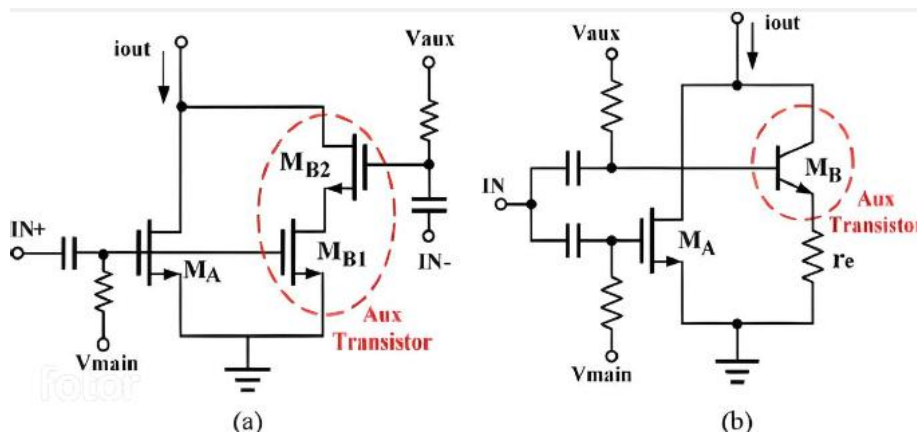 iout
Vaux
MB2
IN+
MA
MB1
IN-
Aux
Transistor
Vmain
fotor
(a)
Vaux
iout
MB
IN
Aux
Transistor
MA
re
Vmain
(b)